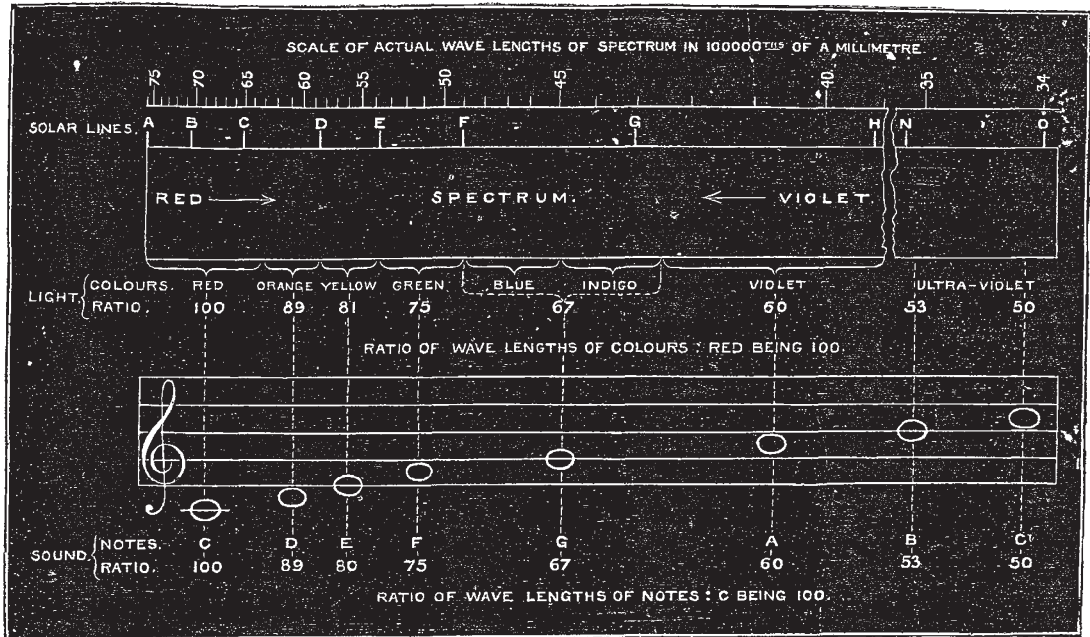 SCALE OF ACTUAL WAVE LENGTHS OF SPECTRUM IN 100000THS OF A MILLIMETRE.
75 70 65 60 55 50 45 40 35 34
SOLAR LINES. A B C D E F G H N O
RED SPECTRUM. VIOLET.
LIGHT. COLOURS. RED ORANGE YELLOW GREEN BLUE INDIGO VIOLET ULTRA-VIOLET
RATIO. 100 89 81 75 67 60 53 50
RATIO OF WAVE LENGTHS OF COLOURS : RED BEING 100.
SOUND. NOTES. C D E F G A B C'
RATIO. 100 89 80 75 67 60 53 50
RATIO OF WAVE LENGTHS OF NOTES : C BEING 100.